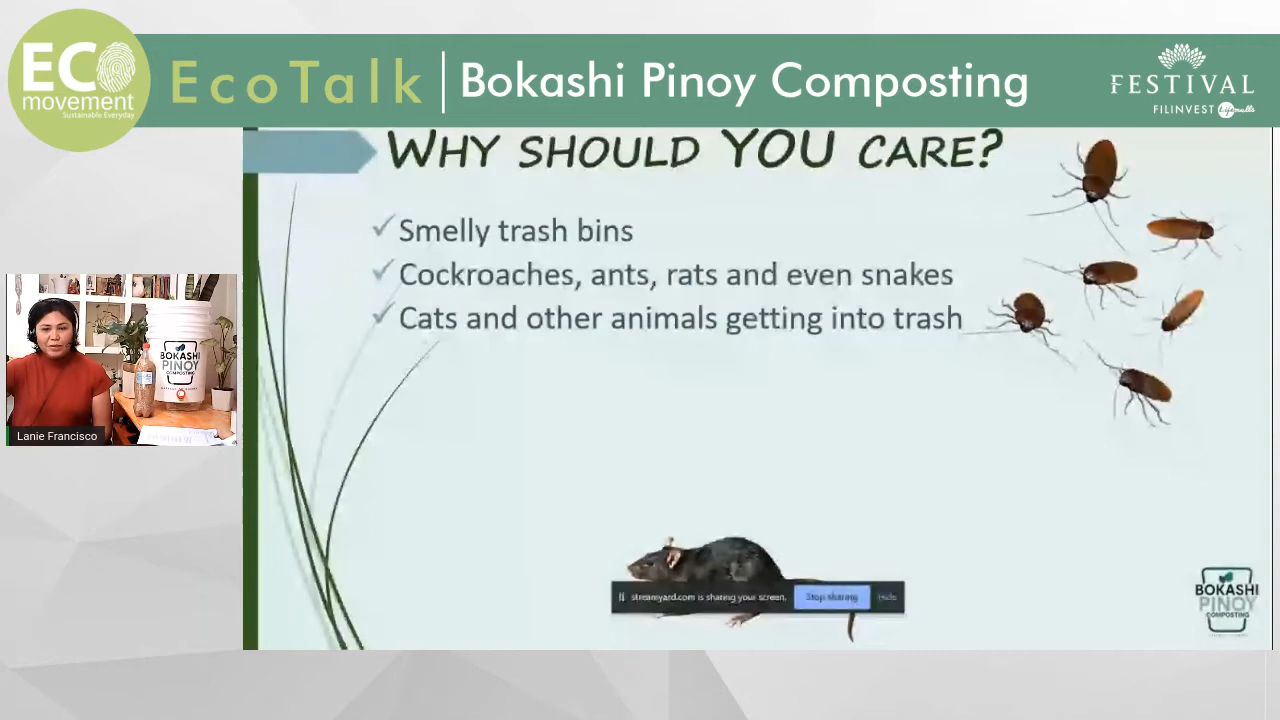 ECO
movement
Sustainable Everyday
EcoTalk
Bokashi Pinoy Composting
FESTIVAL
FILINVEST Lifemalls
WHY SHOULD YOU CARE?
✓ Smelly trash bins
✓ Cockroaches, ants, rats and even snakes
✓ Cats and other animals getting into trash
BOKASHI
PINOY
COMPOSTING
Lanie Francisco
streamyard.com is sharing your screen.
Stop sharing
Hide
BOKASHI
PINOY
COMPOSTING